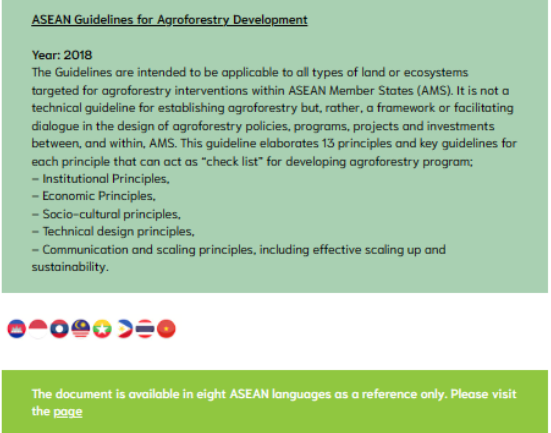 ASEAN Guidelines for Agroforestry Development
Year: 2018
The Guidelines are intended to be applicable to all types of land or ecosystems
targeted for agroforestry interventions within ASEAN Member States (AMS). It is not a
technical guideline for establishing agroforestry but, rather, a framework or facilitating
dialogue in the design of agroforestry policies, programs, projects and investments
between, and within, AMS. This guideline elaborates 13 principles and key guidelines for
each principle that can act as “check list” for developing agroforestry program;
– Institutional Principles,
– Economic Principles,
– Socio-cultural principles,
– Technical design principles,
– Communication and scaling principles, including effective scaling up and
sustainability.
The document is available in eight ASEAN languages as a reference only. Please visit
the page